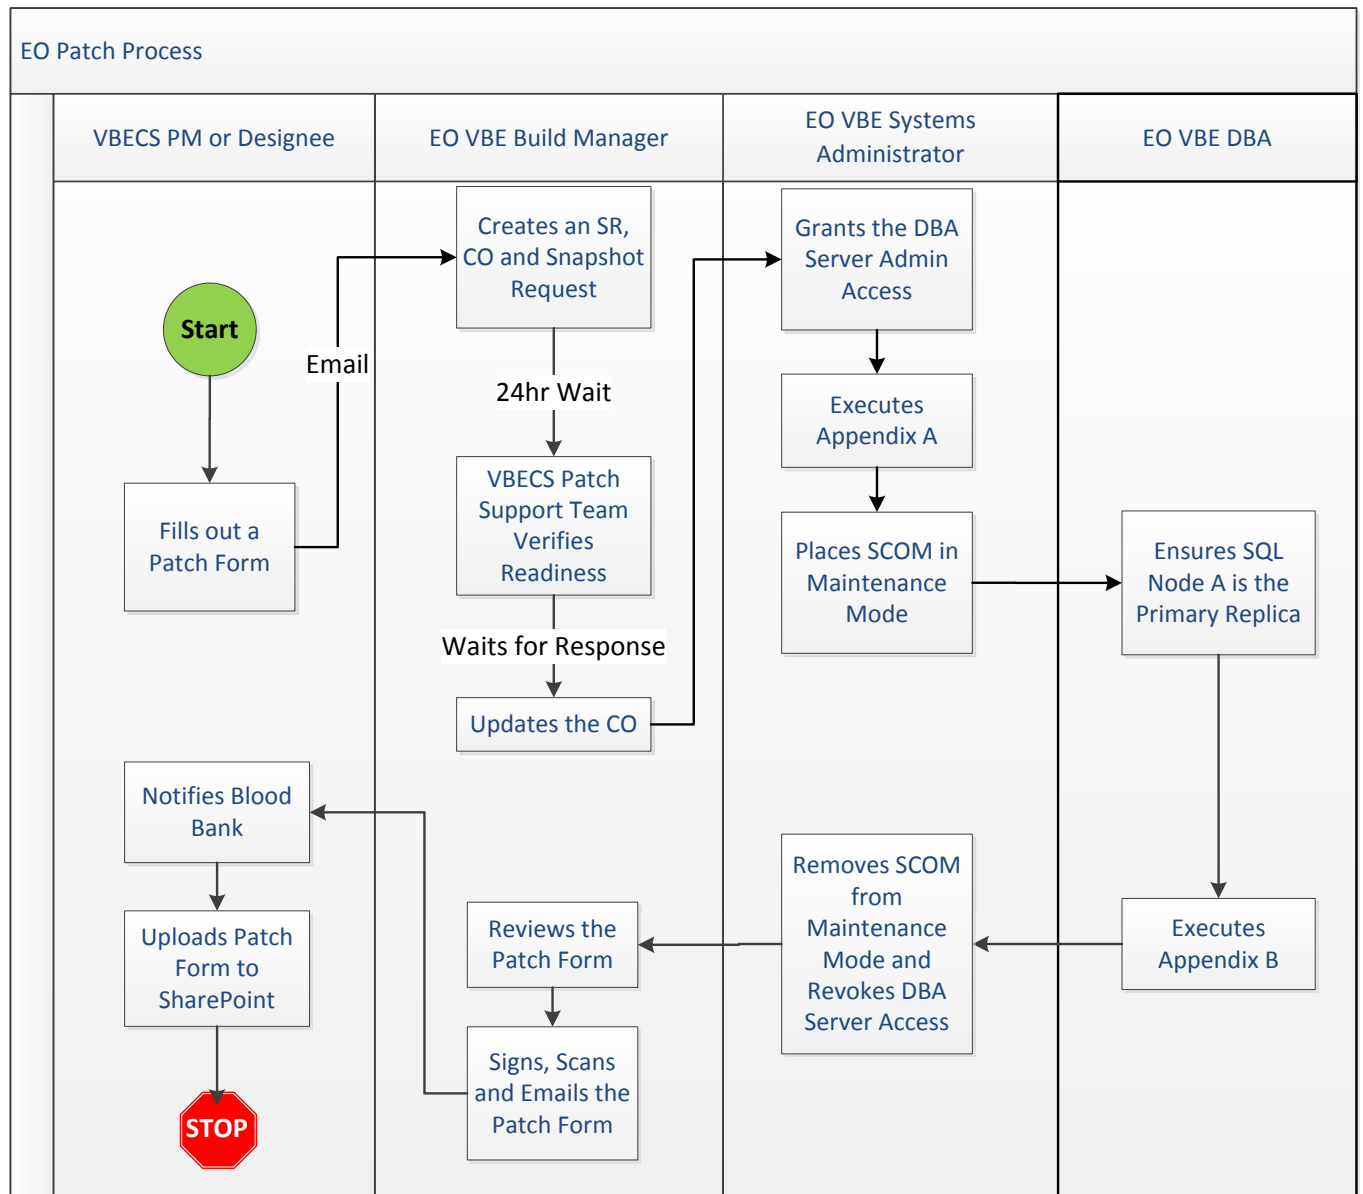 EO Patch Process
VBECS PM or Designee
EO VBE Build Manager
EO VBE Systems
Administrator
EO VBE DBA
Start
Fills out a
Patch Form
Email
Creates an SR,
CO and Snapshot
Request
24hr Wait
VBECS Patch
Support Team
Verifies
Readiness
Waits for Response
Updates the CO
Grants the DBA
Server Admin
Access
Executes
Appendix A
Places SCOM in
Maintenance
Mode
Ensures SQL
Node A is the
Primary Replica
Executes
Appendix B
Removes SCOM
from
Maintenance
Mode and
Revokes DBA
Server Access
Reviews the
Patch Form
Signs, Scans
and Emails the
Patch Form
Notifies Blood
Bank
Uploads Patch
Form to
SharePoint
STOP